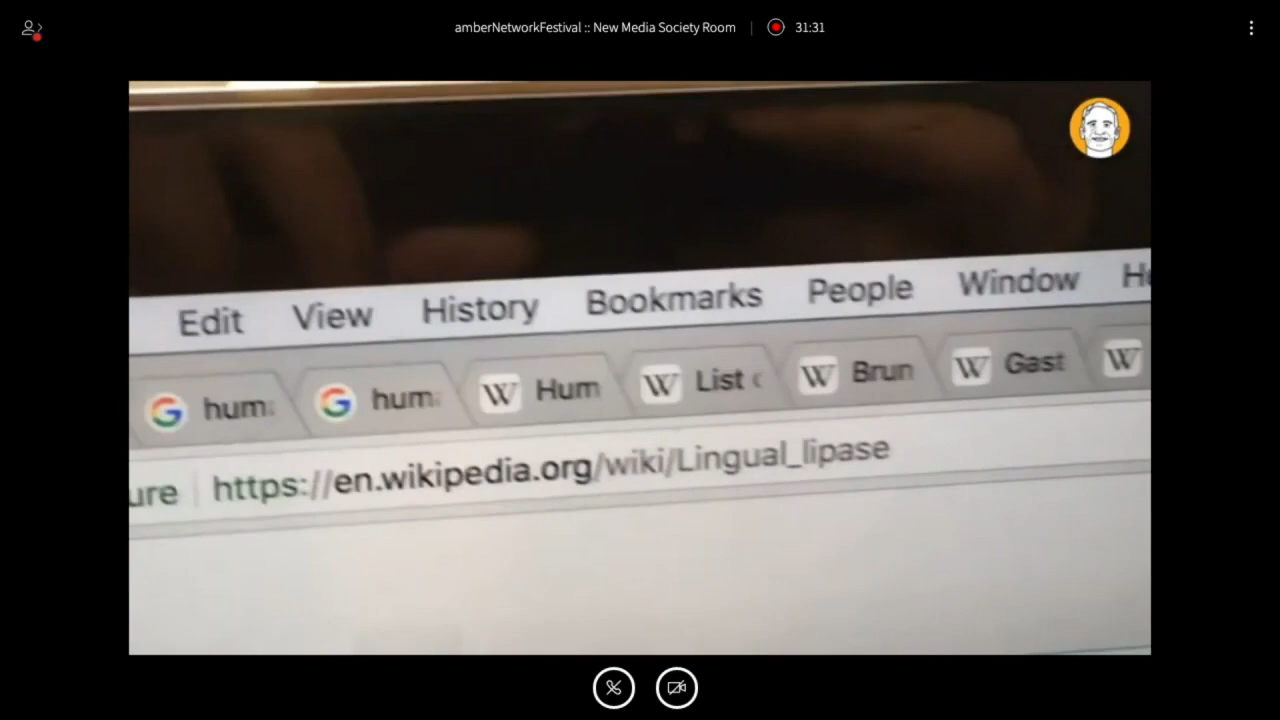 amberNetworkFestival :: New Media Society Room | 31:31
Edit View History Bookmarks People Window
hum hum W Hum W List W Brun W Gast W
ure https://en.wikipedia.org/wiki/Lingual_lipase